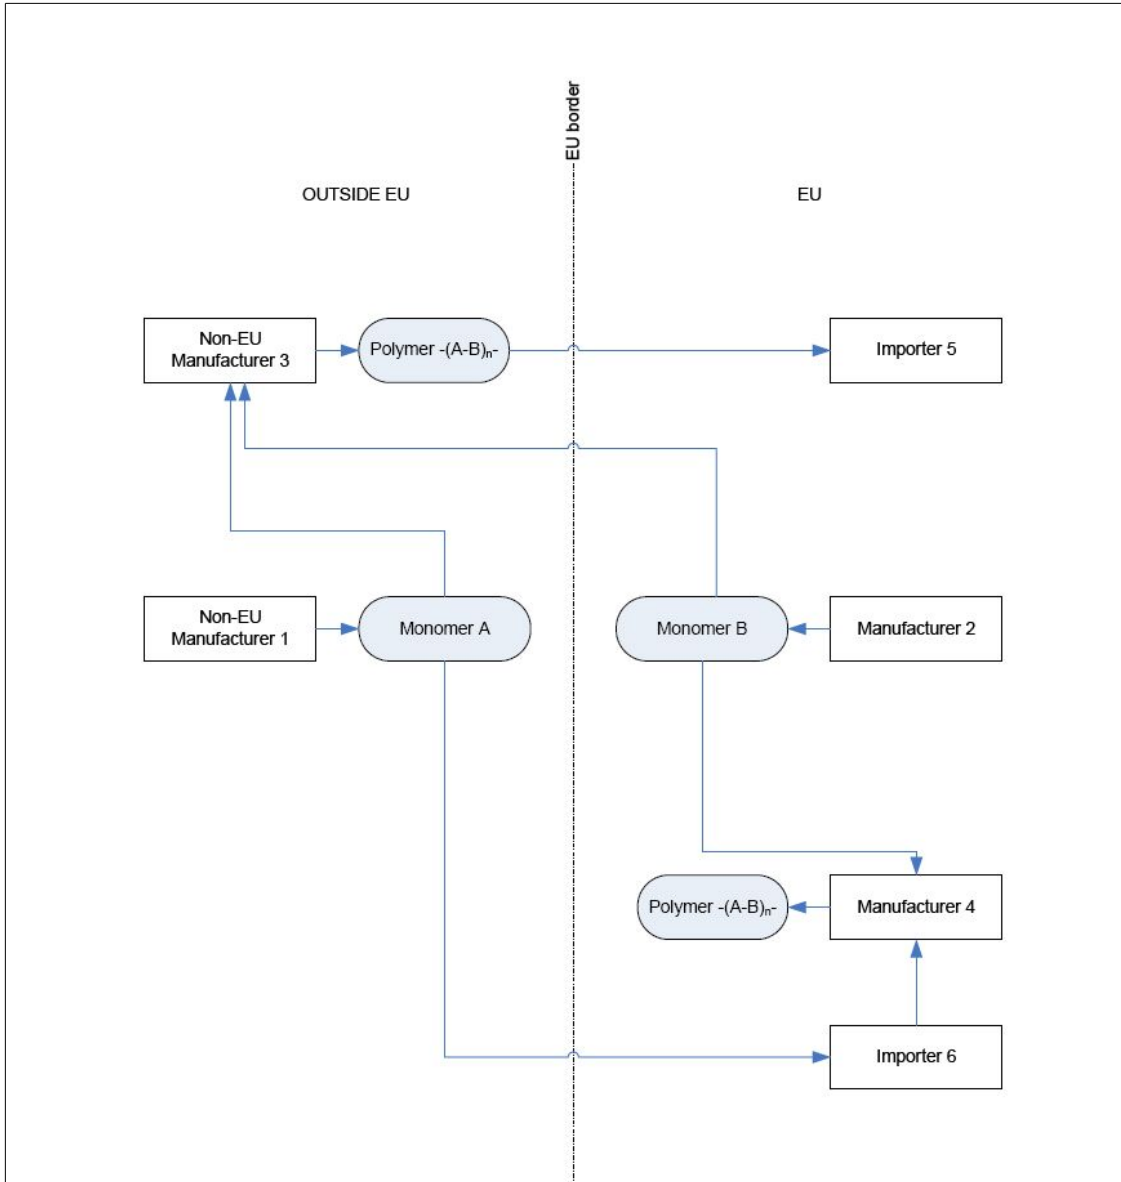 EU border
OUTSIDE EU
EU
Non-EU
Manufacturer 3
Polymer -(A-B)n-
Importer 5
Non-EU
Manufacturer 1
Monomer A
Monomer B
Manufacturer 2
Polymer -(A-B)n-
Manufacturer 4
Importer 6